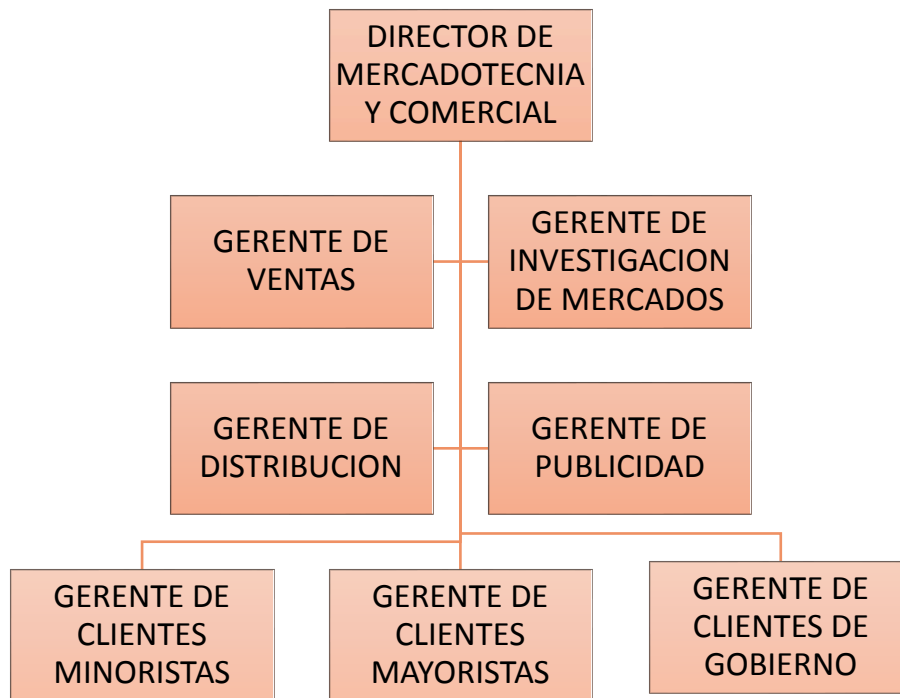 DIRECTOR DE
MERCADOTECNIA
Y COMERCIAL
GERENTE DE
VENTAS
GERENTE DE
INVESTIGACION
DE MERCADOS
GERENTE DE
DISTRIBUCION
GERENTE DE
PUBLICIDAD
GERENTE DE
CLIENTES
MINORISTAS
GERENTE DE
CLIENTES
MAYORISTAS
GERENTE DE
CLIENTES DE
GOBIERNO